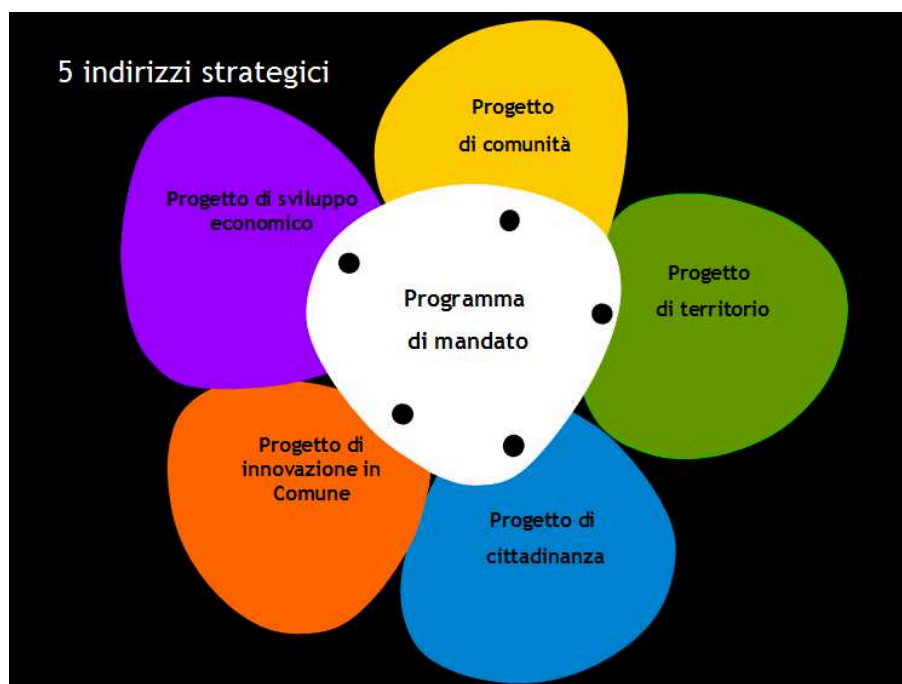 5 indirizzi strategici
Progetto
di comunità
Progetto di sviluppo
economico
Progetto
di territorio
Programma
di mandato
Progetto di
innovazione in
Comune
Progetto di
cittadinanza